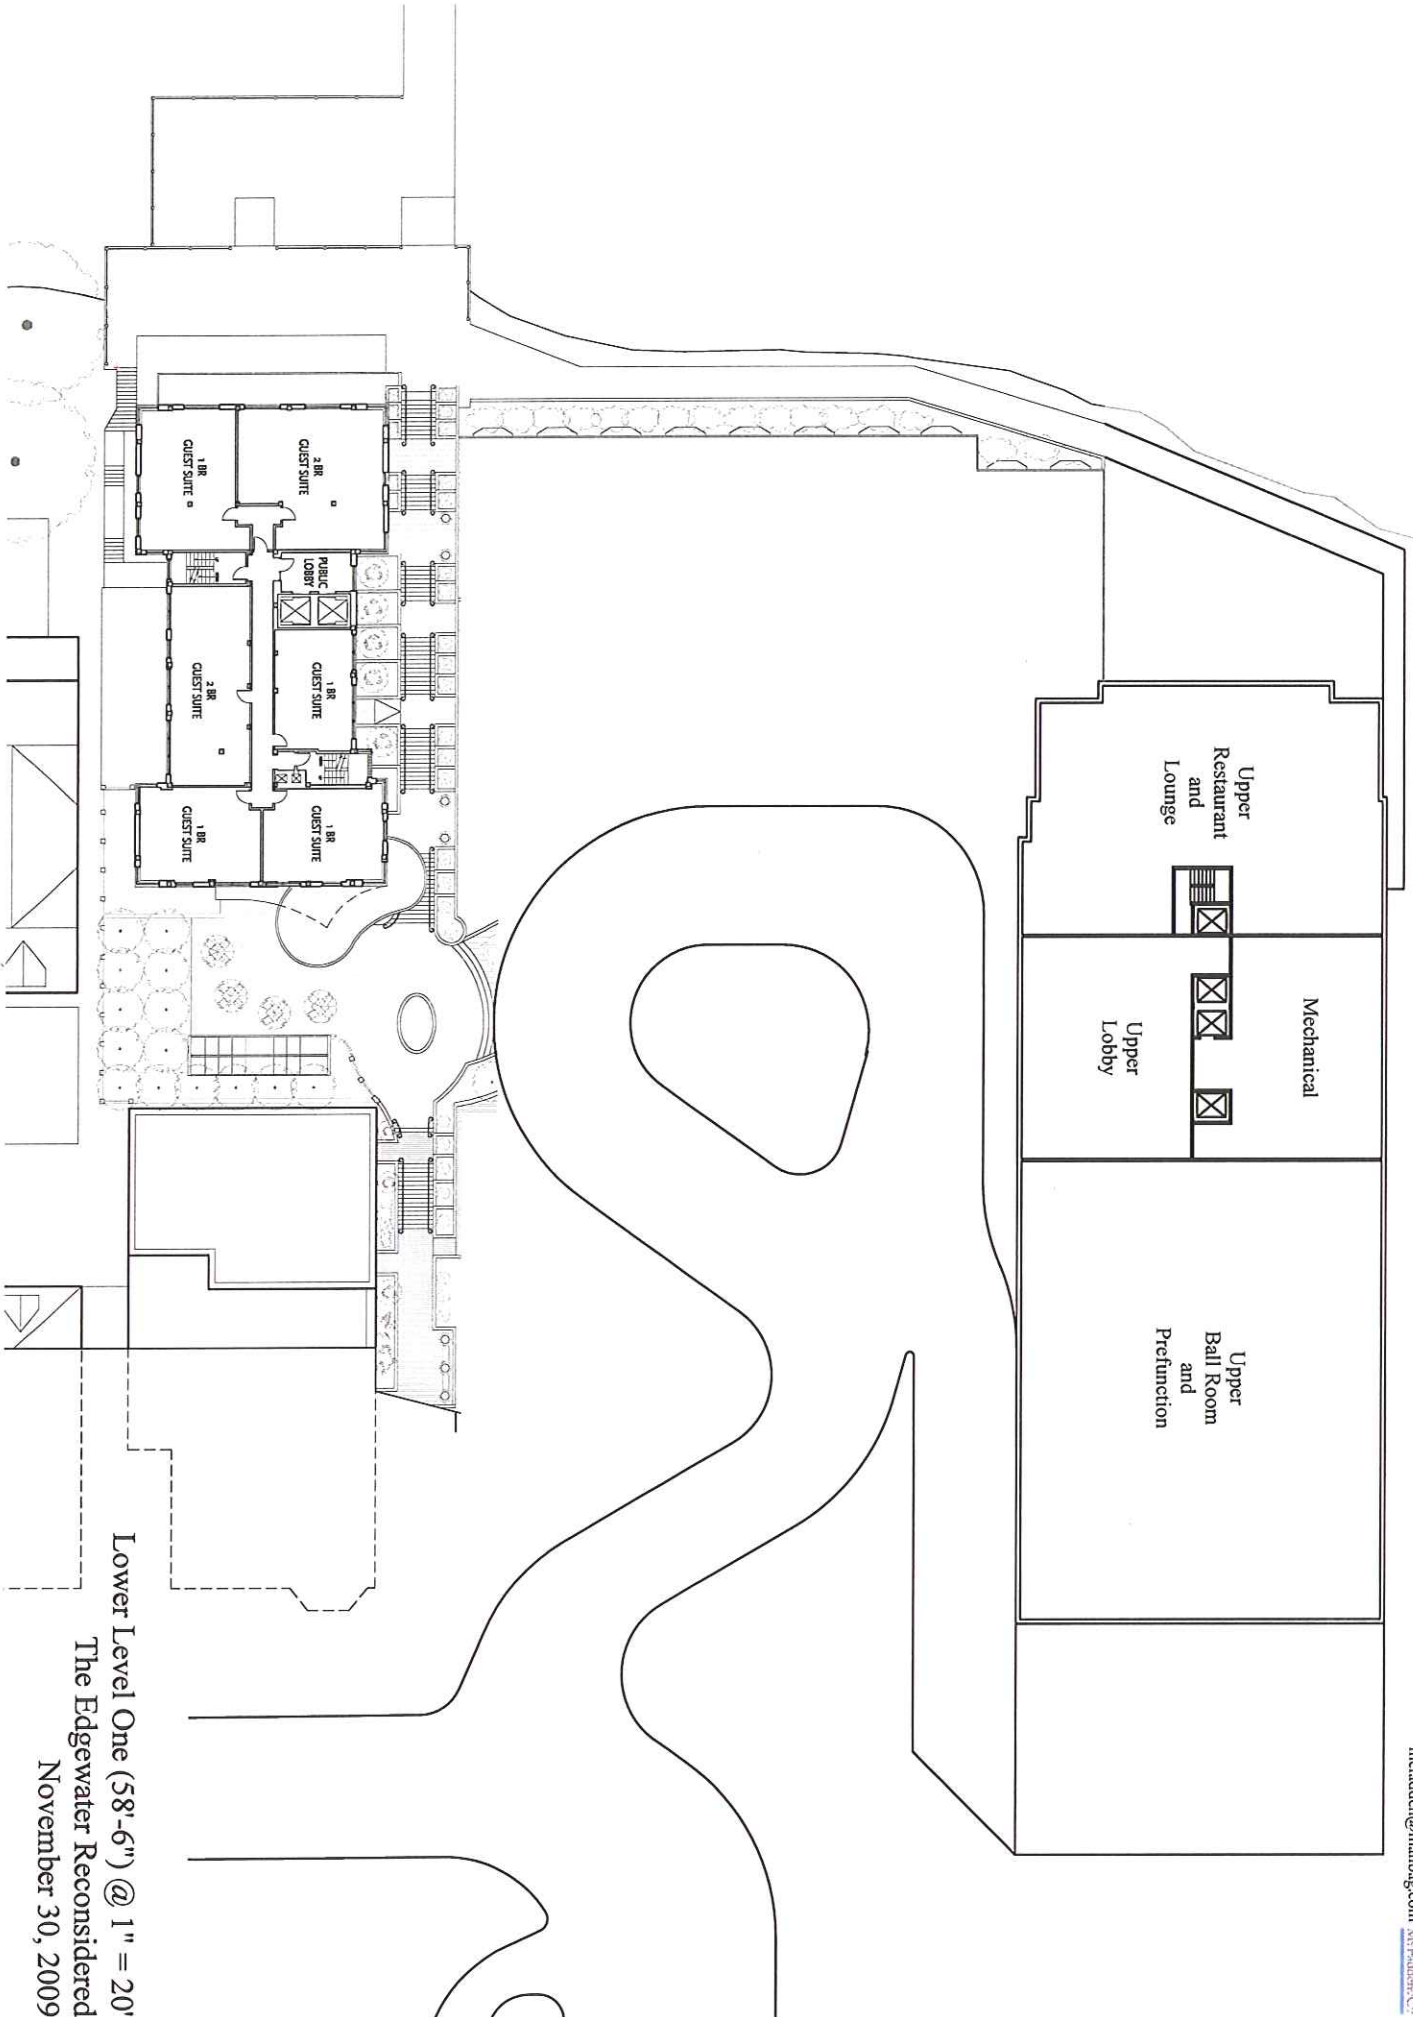 Upper
Restaurant
and
Lounge
Mechanical
Upper
Lobby
Upper
Ball Room
and
Prefunction
2 BR
GUEST SUITE
1 BR
GUEST SUITE
PUBLIC
LOBBY
1 BR
GUEST SUITE
2 BR
GUEST SUITE
1 BR
GUEST SUITE
1 BR
GUEST SUITE
Lower Level One (58'-6") @ 1" = 20'
The Edgewater Reconsidered
November 30, 2009